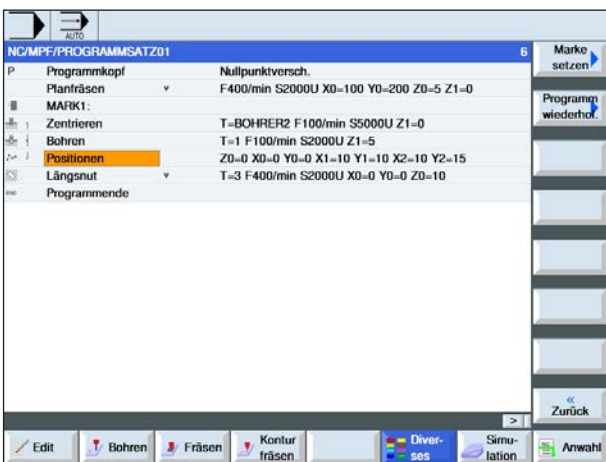 AUTO
NC/MPF/PROGRAMMSATZ01 6
P Programmkopf Nullpunktversch.
Planfräsen F400/min S2000U X0=100 Y0=200 Z0=5 Z1=0
MARK1:
Zentrieren T=BOHRER2 F100/min S5000U Z1=0
Bohren T=1 F100/min S2000U Z1=5
Positionen Z0=0 X0=0 Y0=0 X1=10 Y1=10 X2=10 Y2=15
Längsnut T=3 F400/min S2000U X0=0 Y0=0 Z0=10
END Programmende
Marke setzen
Programm wiederhol.
« Zurück
>
Edit
Bohren
Fräsen
Kontur fräsen
Diver-ses
Simu-lation
Anwahl